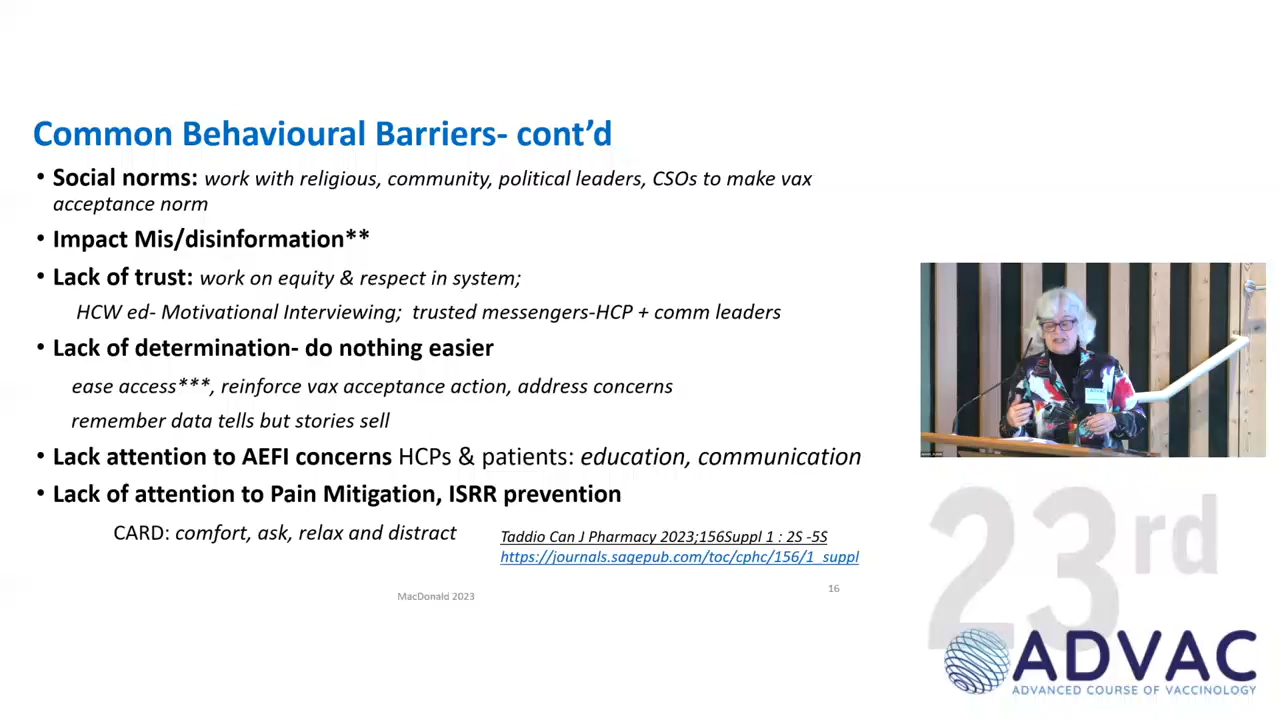 Common Behavioural Barriers- cont'd
• Social norms: work with religious, community, political leaders, CSOs to make vax
acceptance norm
• Impact Mis/disinformation**
• Lack of trust: work on equity & respect in system;
HCW ed- Motivational Interviewing; trusted messengers-HCP + comm leaders
• Lack of determination- do nothing easier
ease access***, reinforce vax acceptance action, address concerns
remember data tells but stories sell
• Lack attention to AEFI concerns HCPs & patients: education, communication
• Lack of attention to Pain Mitigation, ISRR prevention
CARD: comfort, ask, relax and distract
Taddio Can J Pharmacy 2023;156Suppl 1 : 2S -5S
https://journals.sagepub.com/toc/cphc/156/1_suppl
MacDonald 2023
16
23rd
ADVAC
ADVANCED COURSE OF VACCINOLOGY